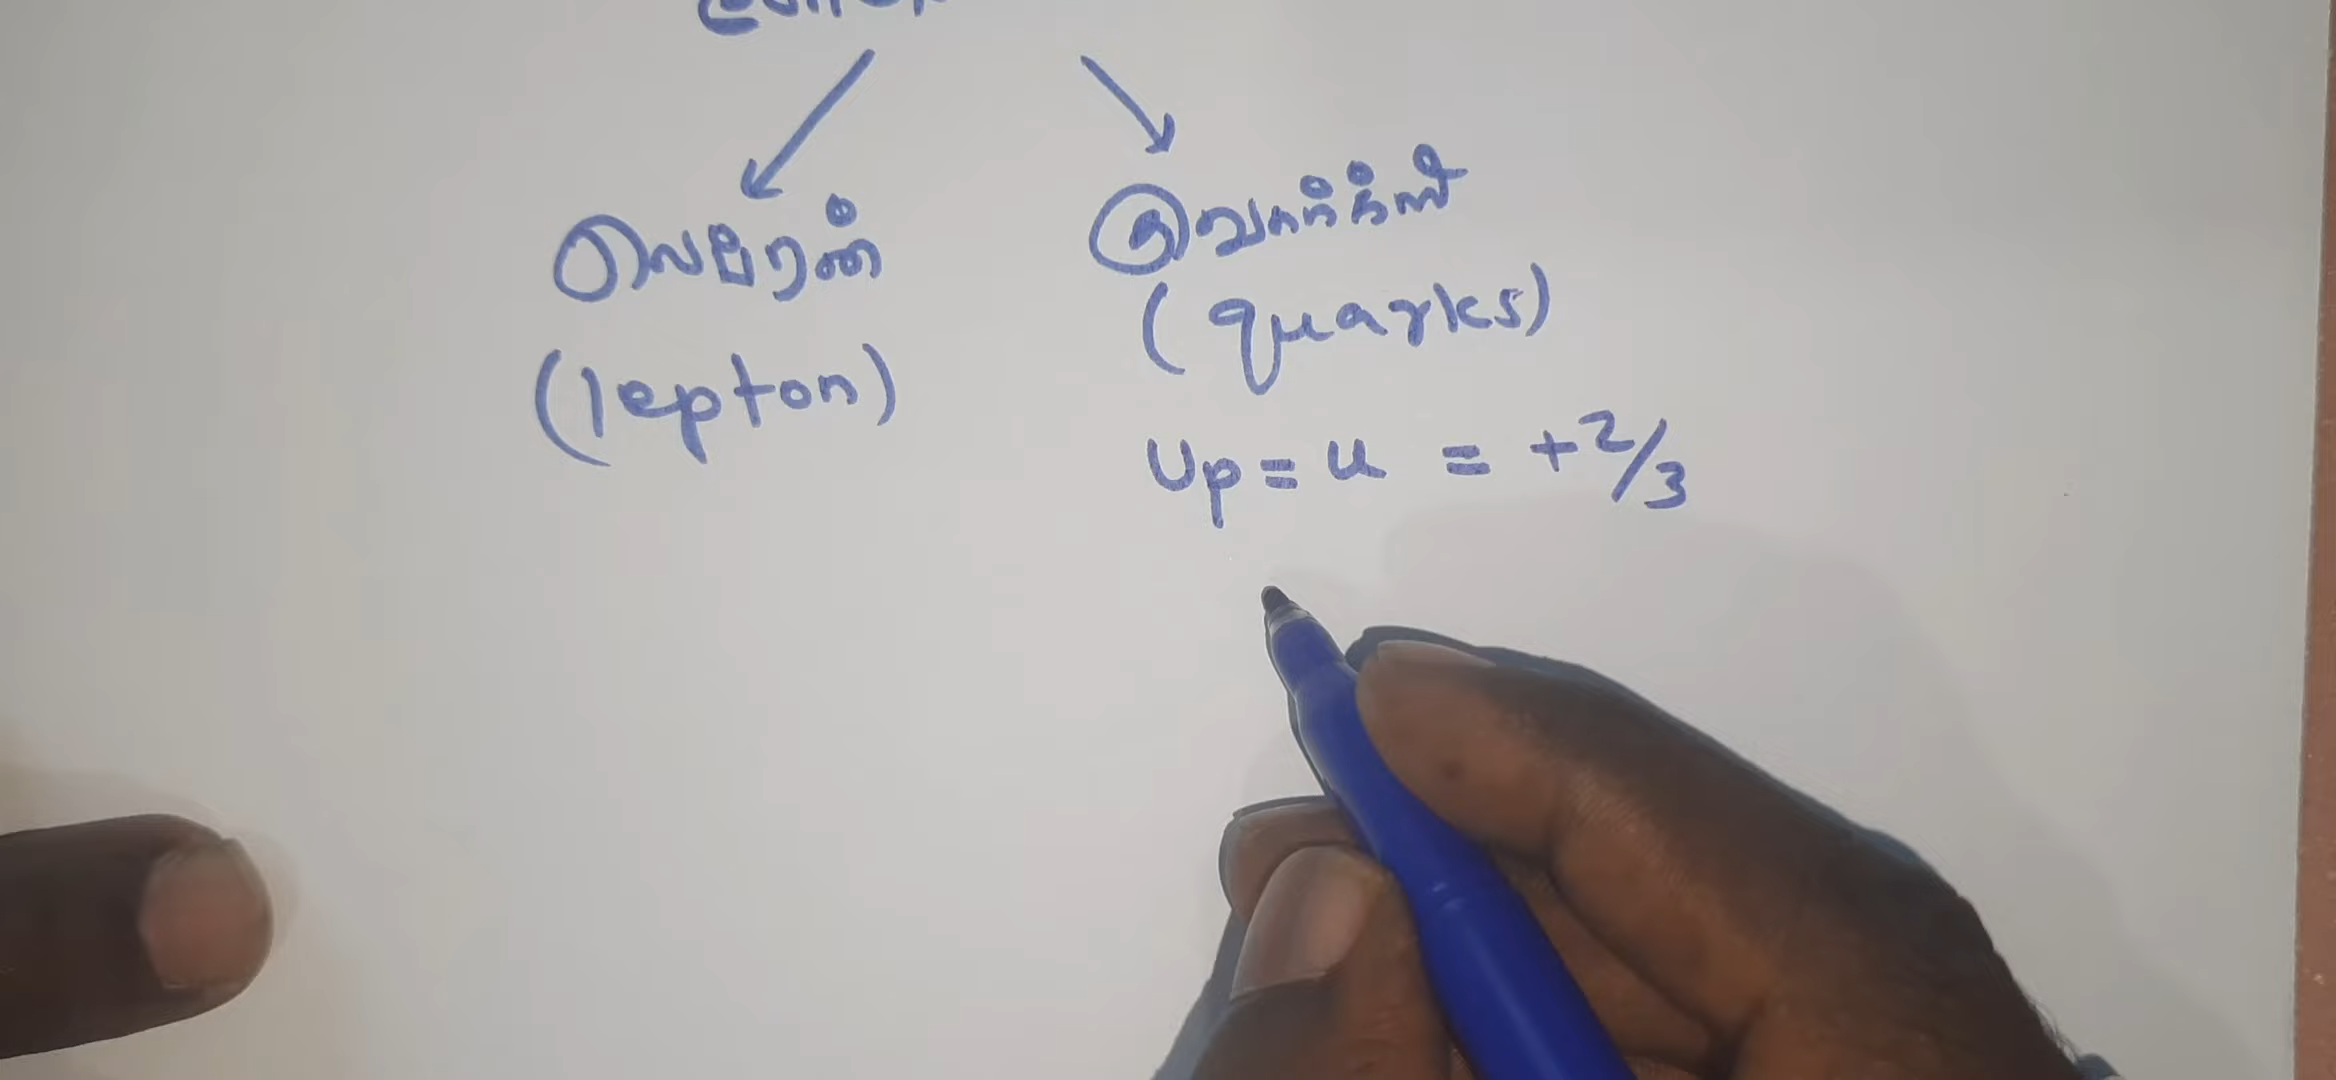 லெப்டான்
(lepton)
குவார்க்ஸ்
(quarks)
Up = u = +2/3